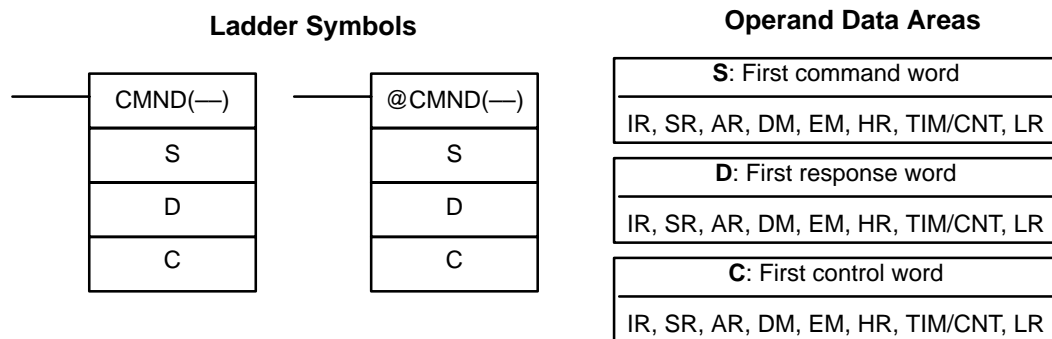 Ladder Symbols
CMND(—)
S
D
C
@CMND(—)
S
D
C
Operand Data Areas
S: First command word
IR, SR, AR, DM, EM, HR, TIM/CNT, LR
D: First response word
IR, SR, AR, DM, EM, HR, TIM/CNT, LR
C: First control word
IR, SR, AR, DM, EM, HR, TIM/CNT, LR